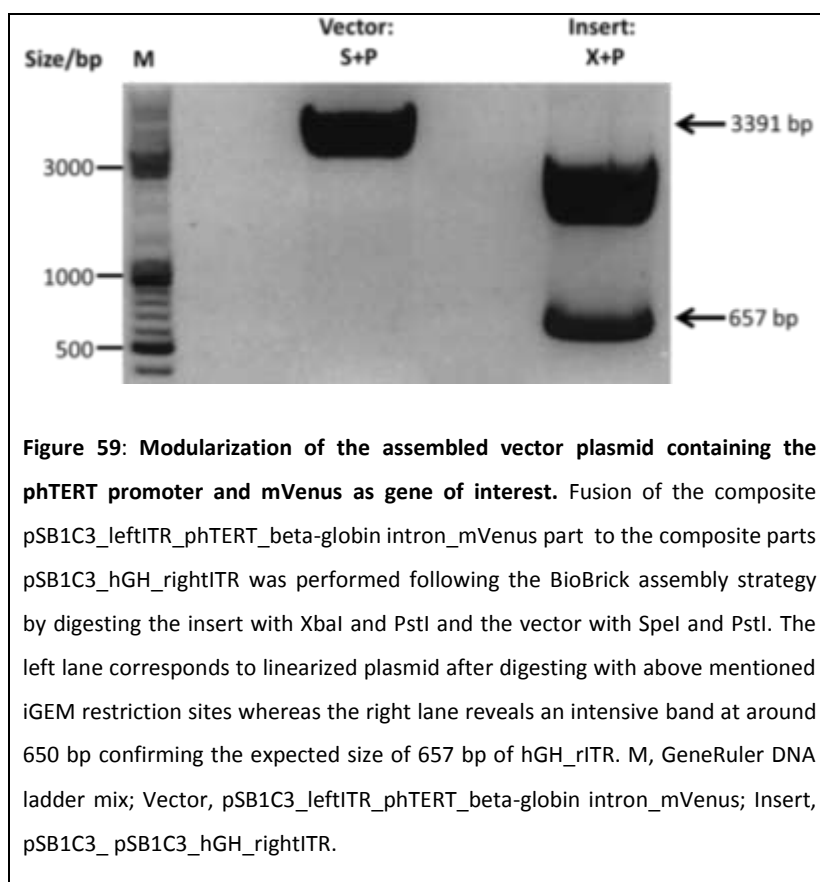 Vector: Insert:
Size/bp M S+P X+P
3391 bp
3000
1000
657 bp
500
Figure 59: Modularization of the assembled vector plasmid containing the
phTERT promoter and mVenus as gene of interest. Fusion of the composite
pSB1C3_leftITR_phTERT_beta-globin intron_mVenus part to the composite parts
pSB1C3_hGH_rightITR was performed following the BioBrick assembly strategy
by digesting the insert with XbaI and PstI and the vector with SpeI and PstI. The
left lane corresponds to linearized plasmid after digesting with above mentioned
iGEM restriction sites whereas the right lane reveals an intensive band at around
650 bp confirming the expected size of 657 bp of hGH_rITR. M, GeneRuler DNA
ladder mix; Vector, pSB1C3_leftITR_phTERT_beta-globin intron_mVenus; Insert,
pSB1C3_ pSB1C3_hGH_rightITR.